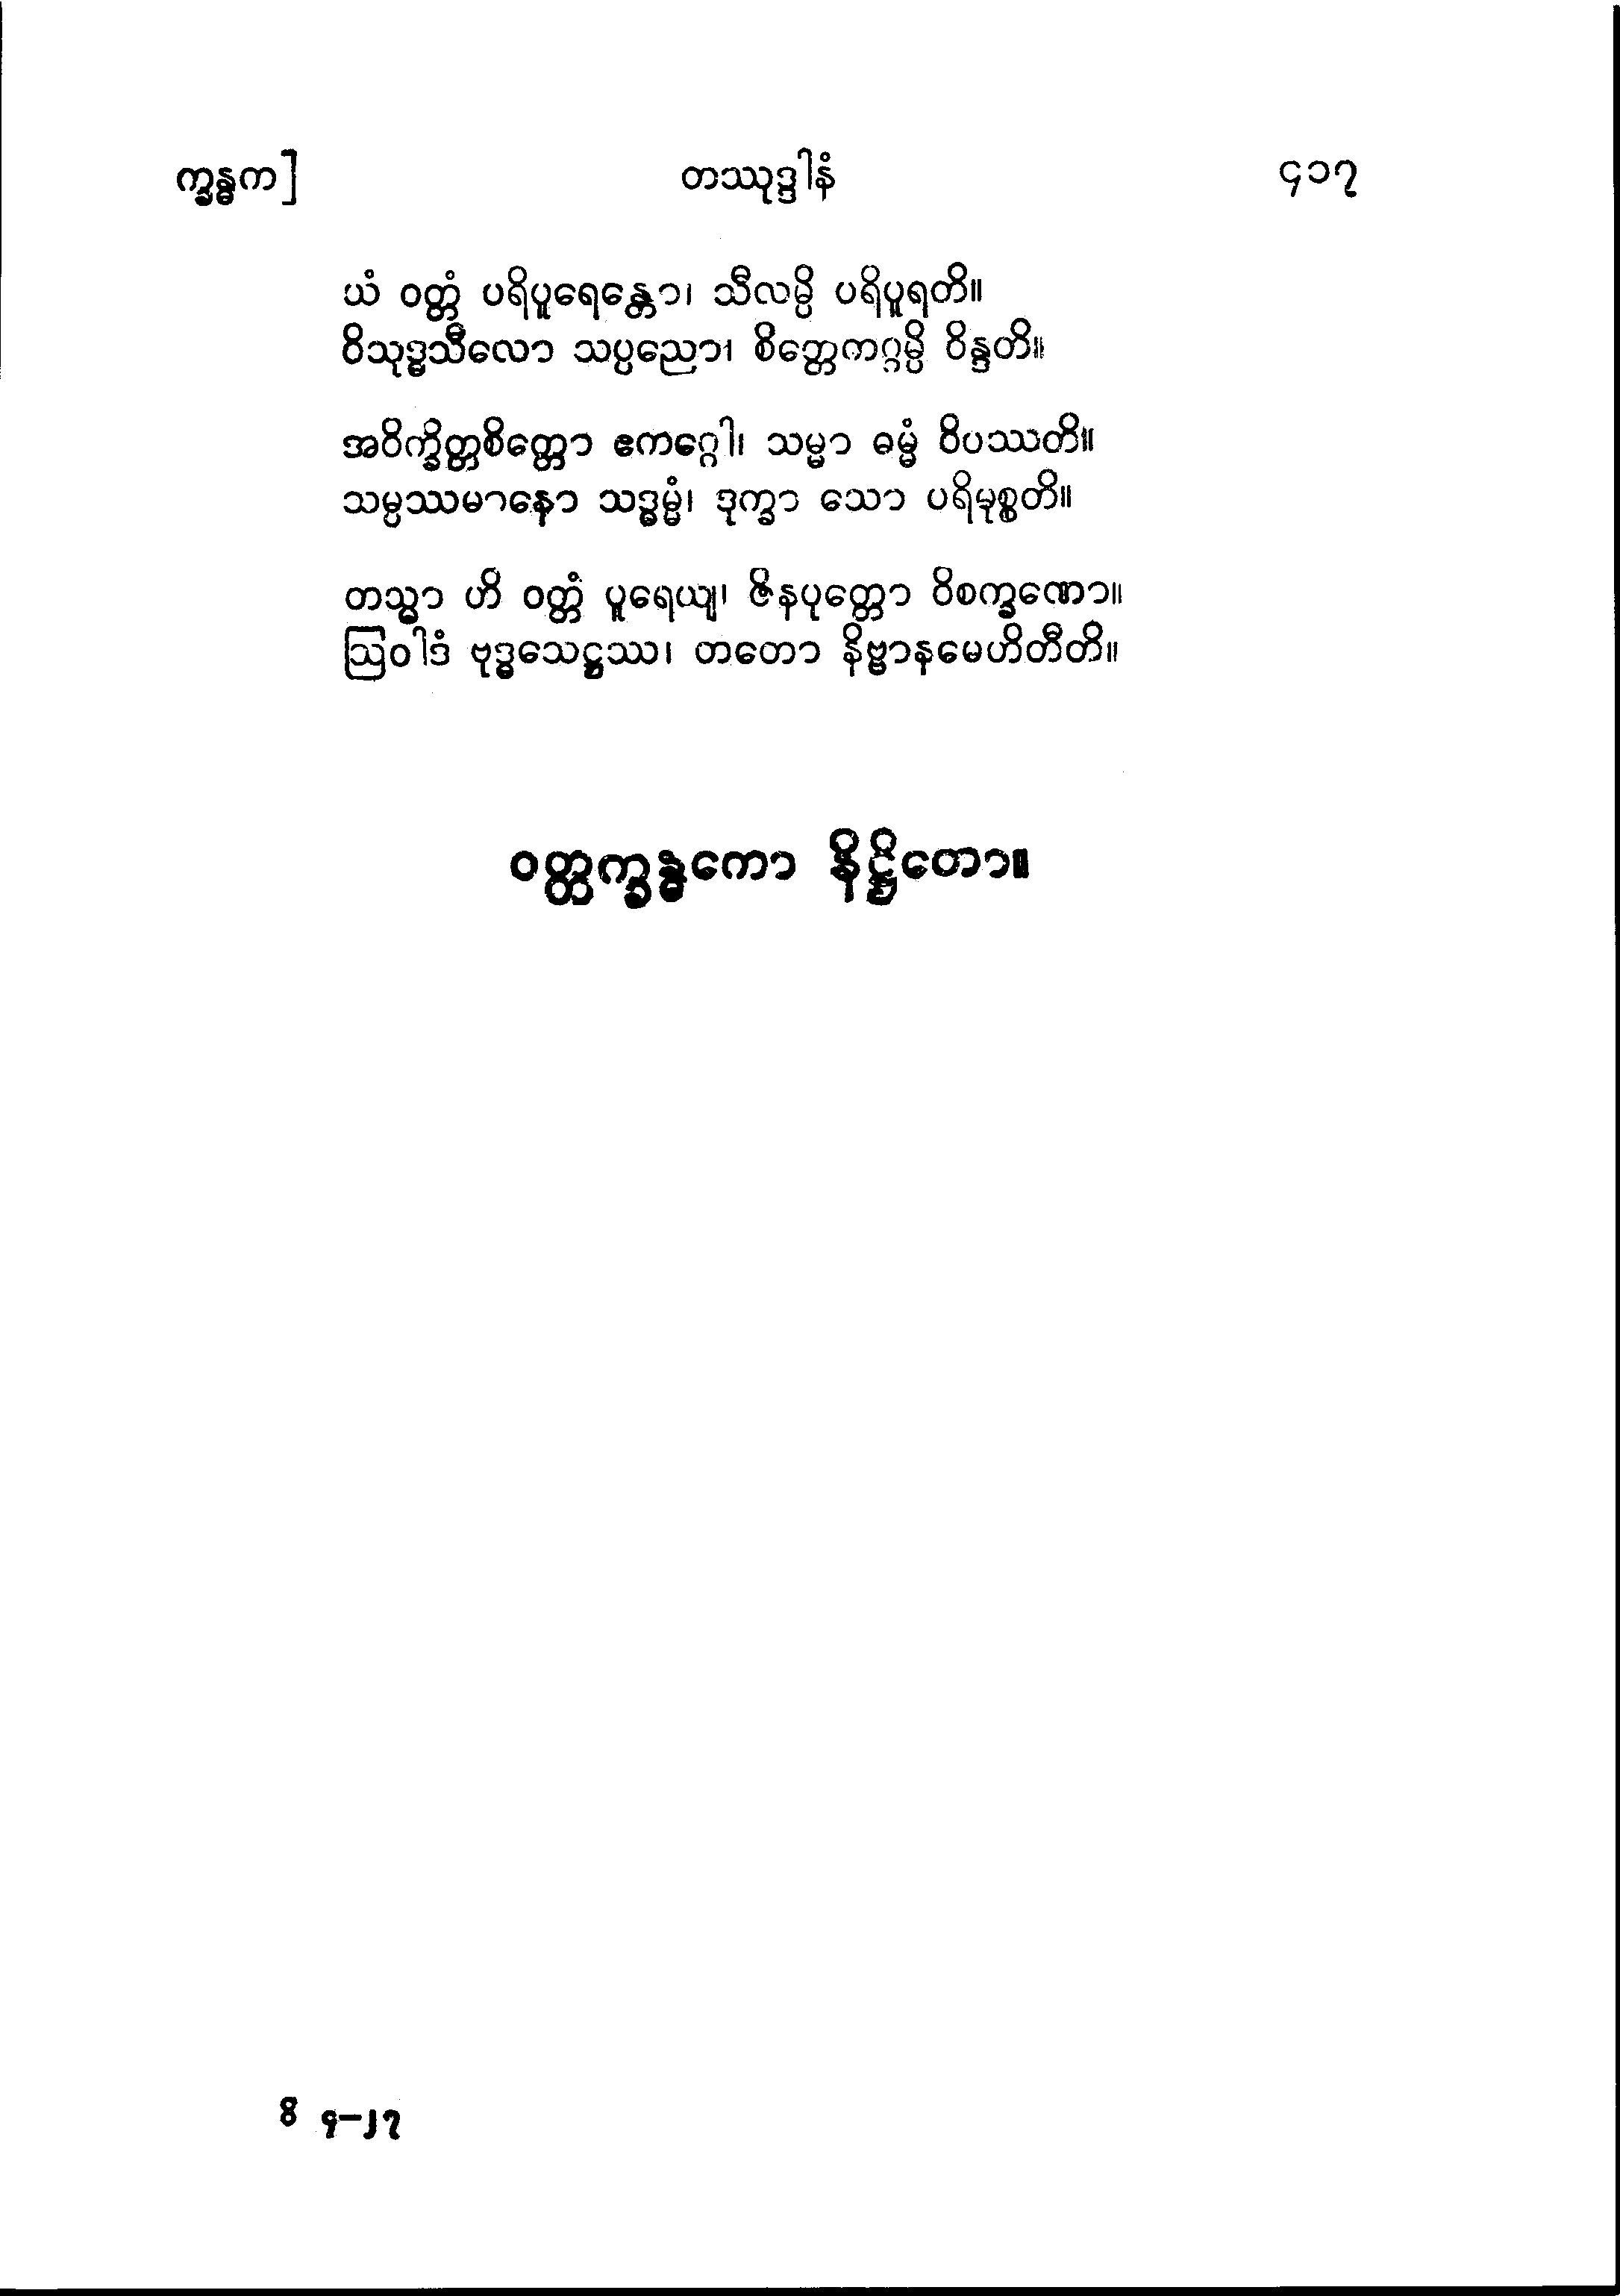 က္ခန္ဓက]
တဿုဒ္ဒါနံ
၄၁၇
ယံ ဝတ္တံ ပရိပူရေန္တော၊ သီလမ္ပိ ပရိပူရတိ။
ဝိသုဒ္ဓသီလော သပ္ပညော၊ စိတ္တေကဂ္ဂမ္ပိ ဝိန္ဒတိ။
အဝိက္ခိတ္တစိတ္တော ဧကဂ္ဂေါ၊ သမ္မာ ဓမ္မံ ဝိပဿတိ။
သမ္ပဿမာနော သဒ္ဓမ္မံ၊ ဒုက္ခာ သော ပရိမုစ္စတိ။
တသ္မာ ဟိ ဝတ္တံ ပူရေယျ၊ ဇိနပုတ္တော ဝိစက္ခဏော။
ဩဝါဒံ ဗုဒ္ဓသေဋ္ဌဿ၊ တတော နိဗ္ဗာနမေဟိတီတိ။
ဝတ္တက္ခန္ဓကော နိဋ္ဌိတော။
ဝိ ၄–၂၇